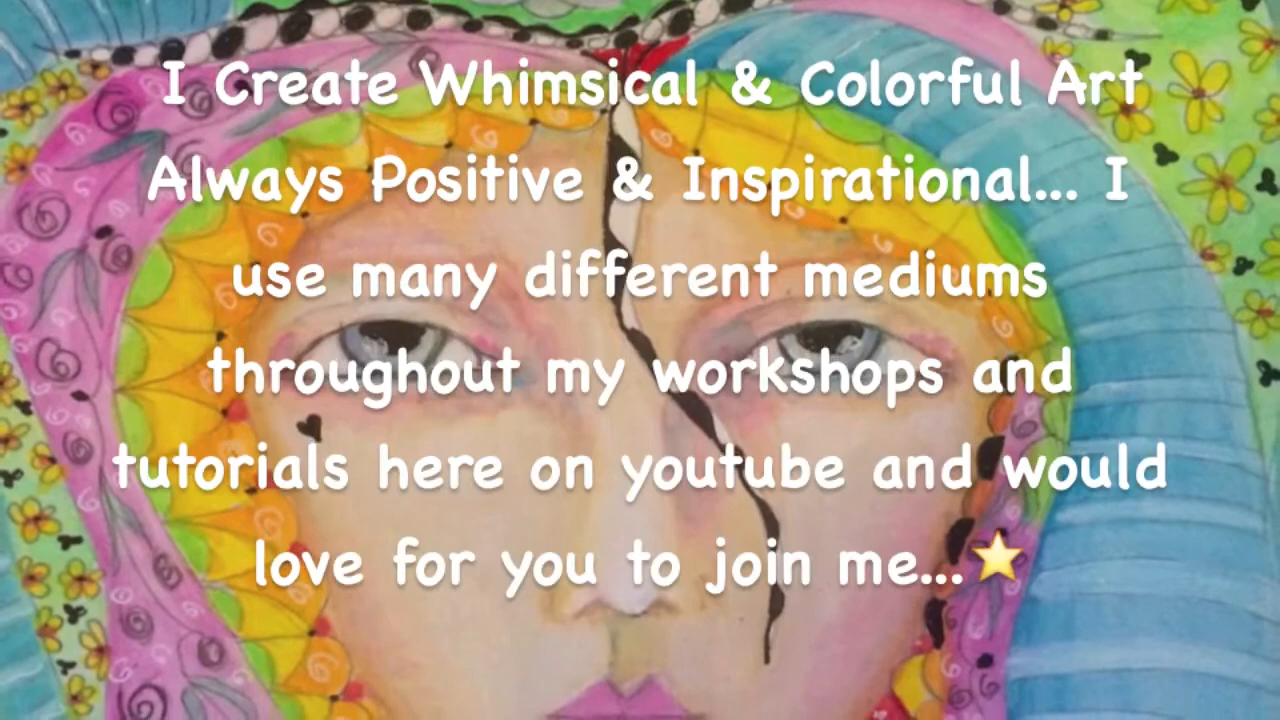 I Create Whimsical & Colorful Art
Always Positive & Inspirational... I
use many different mediums
throughout my workshops and
tutorials here on youtube and would
love for you to join me...⭐